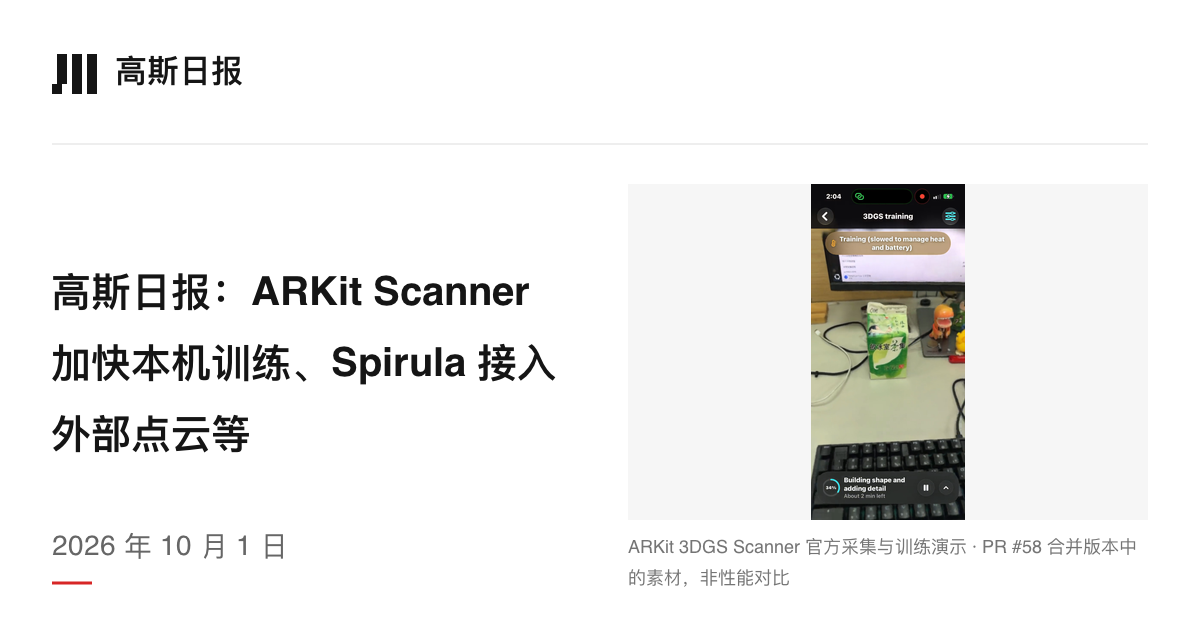 高斯日报
高斯日报：ARKit Scanner
加快本机训练、Spirula 接入
外部点云等
2026 年 10 月 1 日
2:04
3DGS training
Training (slowed to manage heat
and battery)
34%
Building shape and
adding detail
About 2 min left
ARKit 3DGS Scanner 官方采集与训练演示 · PR #58 合并版本中
的素材，非性能对比